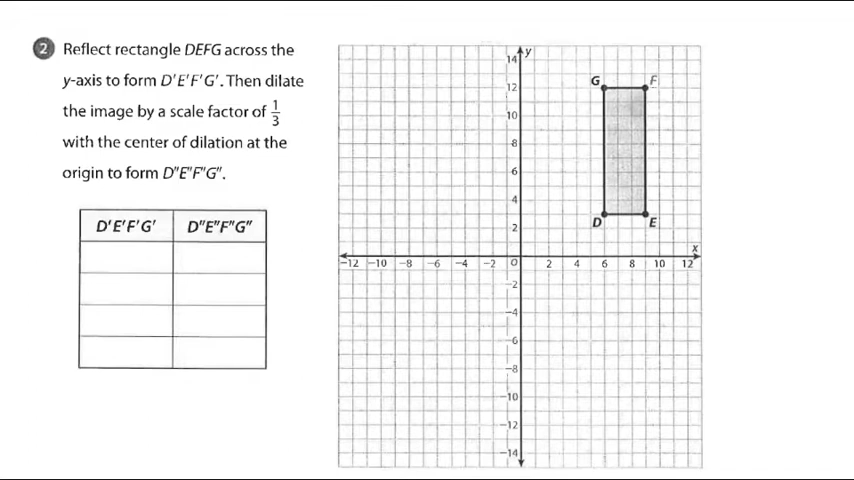 2 Reflect rectangle DEFG across the
y-axis to form D′E′F′G′. Then dilate
the image by a scale factor of 1/3
with the center of dilation at the
origin to form D″E″F″G″.
D′E′F′G′ D″E″F″G″
y
14
G F
12
10
8
6
4
D E
2
x
−12 −10 −8 −6 −4 −2 O 2 4 6 8 10 12
−2
−4
−6
−8
−10
−12
−14